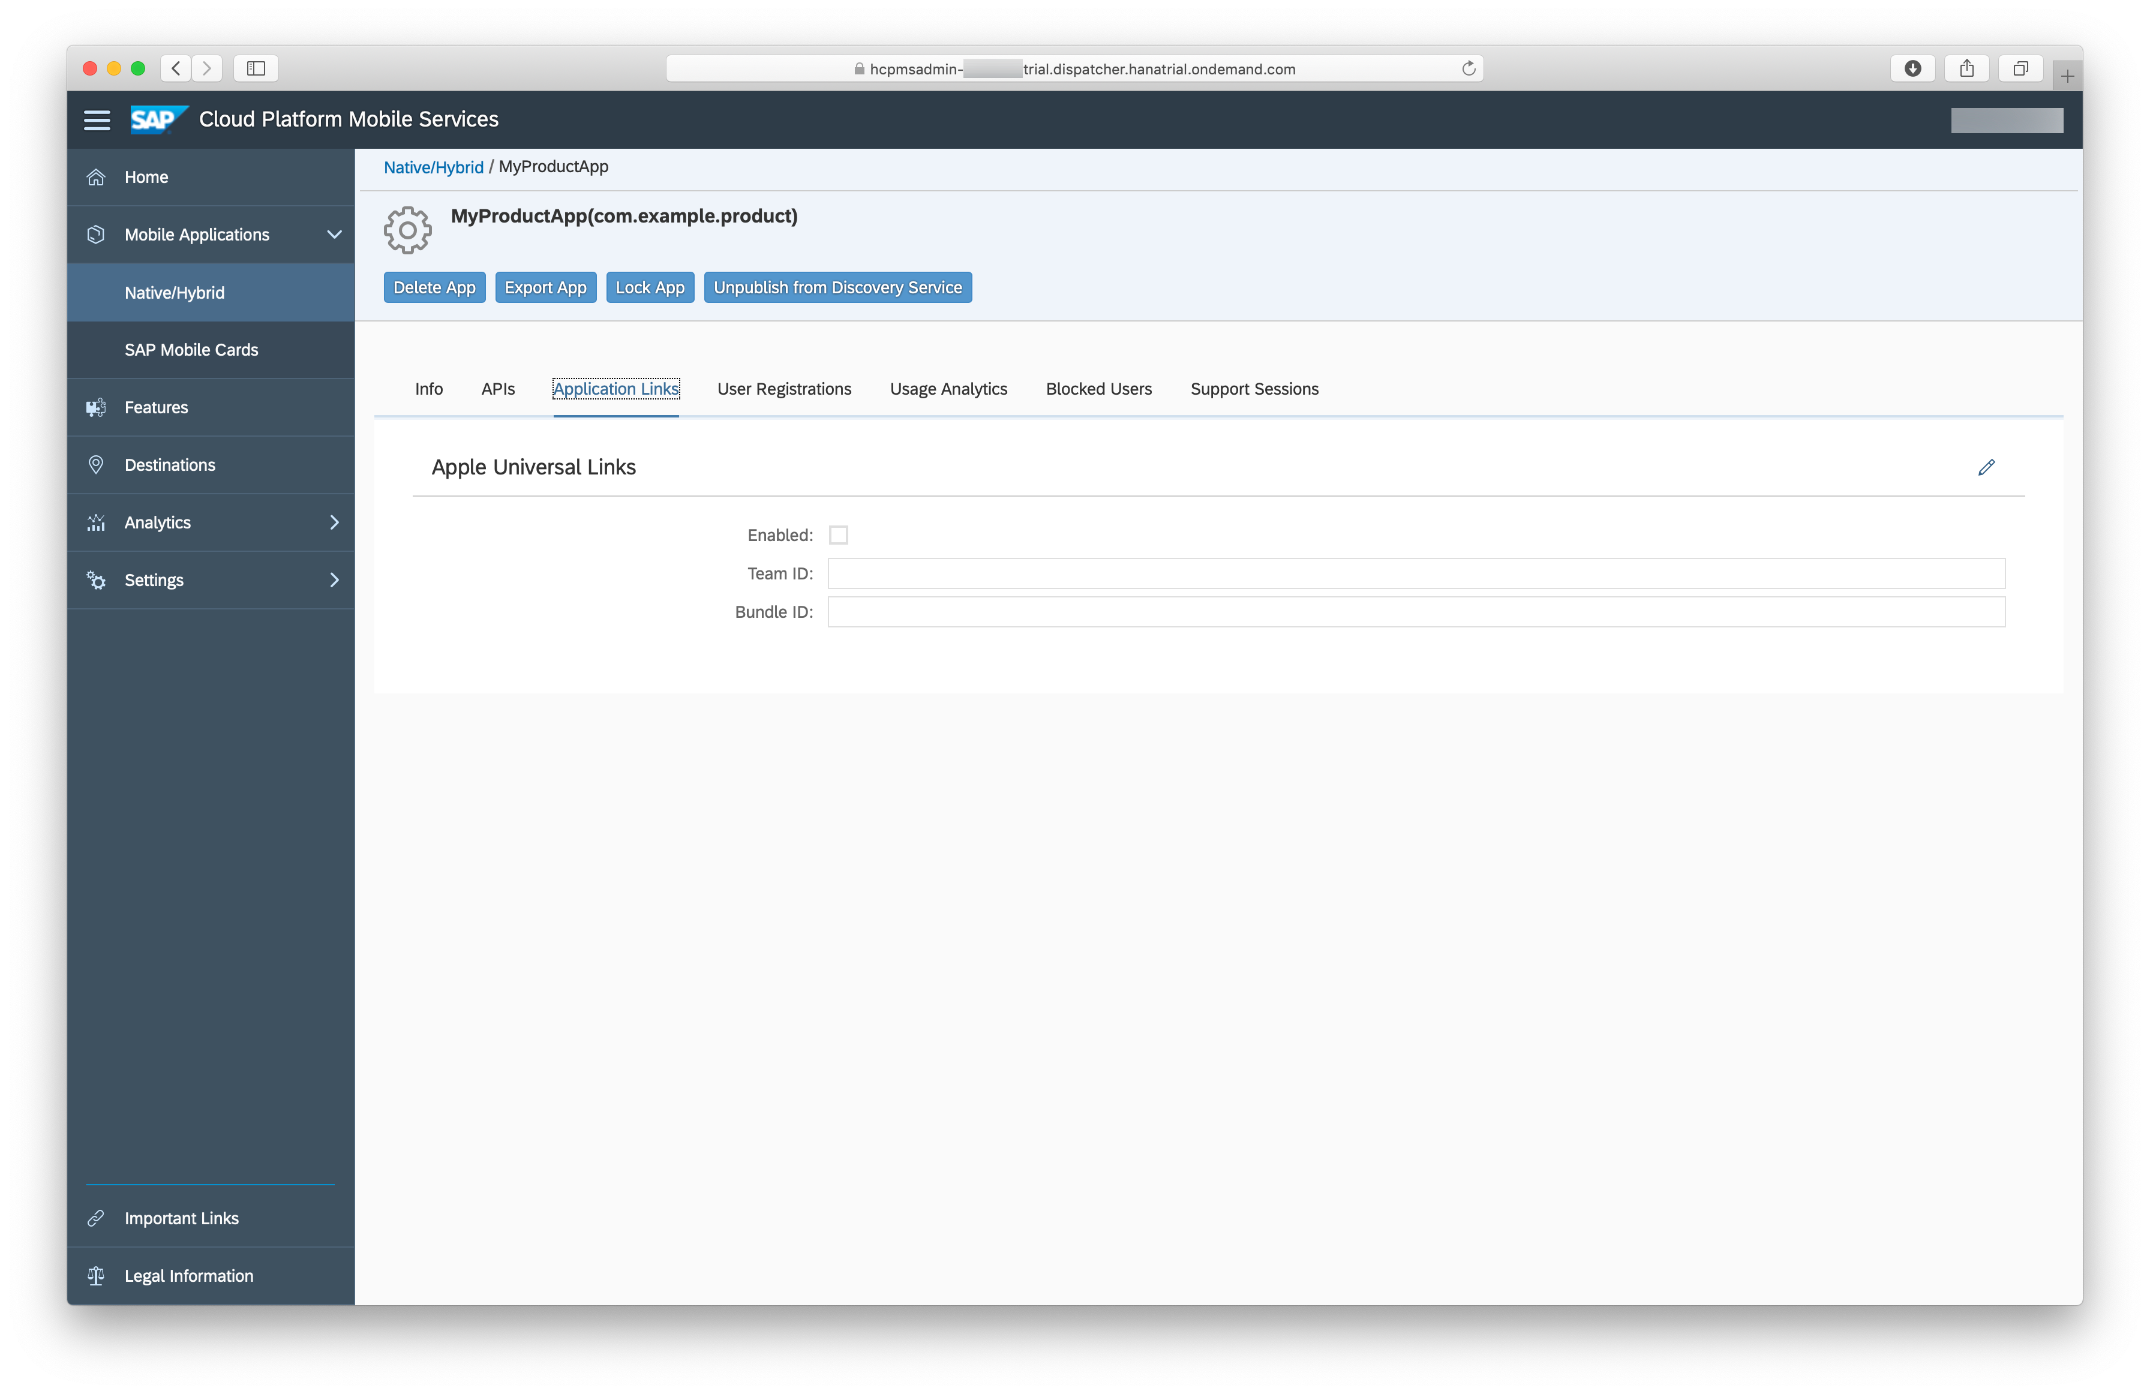 hcpmsadmin-
trial.dispatcher.hanatrial.ondemand.com
SAP Cloud Platform Mobile Services
Home
Mobile Applications
Native/Hybrid
SAP Mobile Cards
Features
Destinations
Analytics
Settings
Important Links
Legal Information
Native/Hybrid / MyProductApp
MyProductApp(com.example.product)
Delete App Export App Lock App Unpublish from Discovery Service
Info APIs Application Links User Registrations Usage Analytics Blocked Users Support Sessions
Apple Universal Links
Enabled:
Team ID:
Bundle ID: